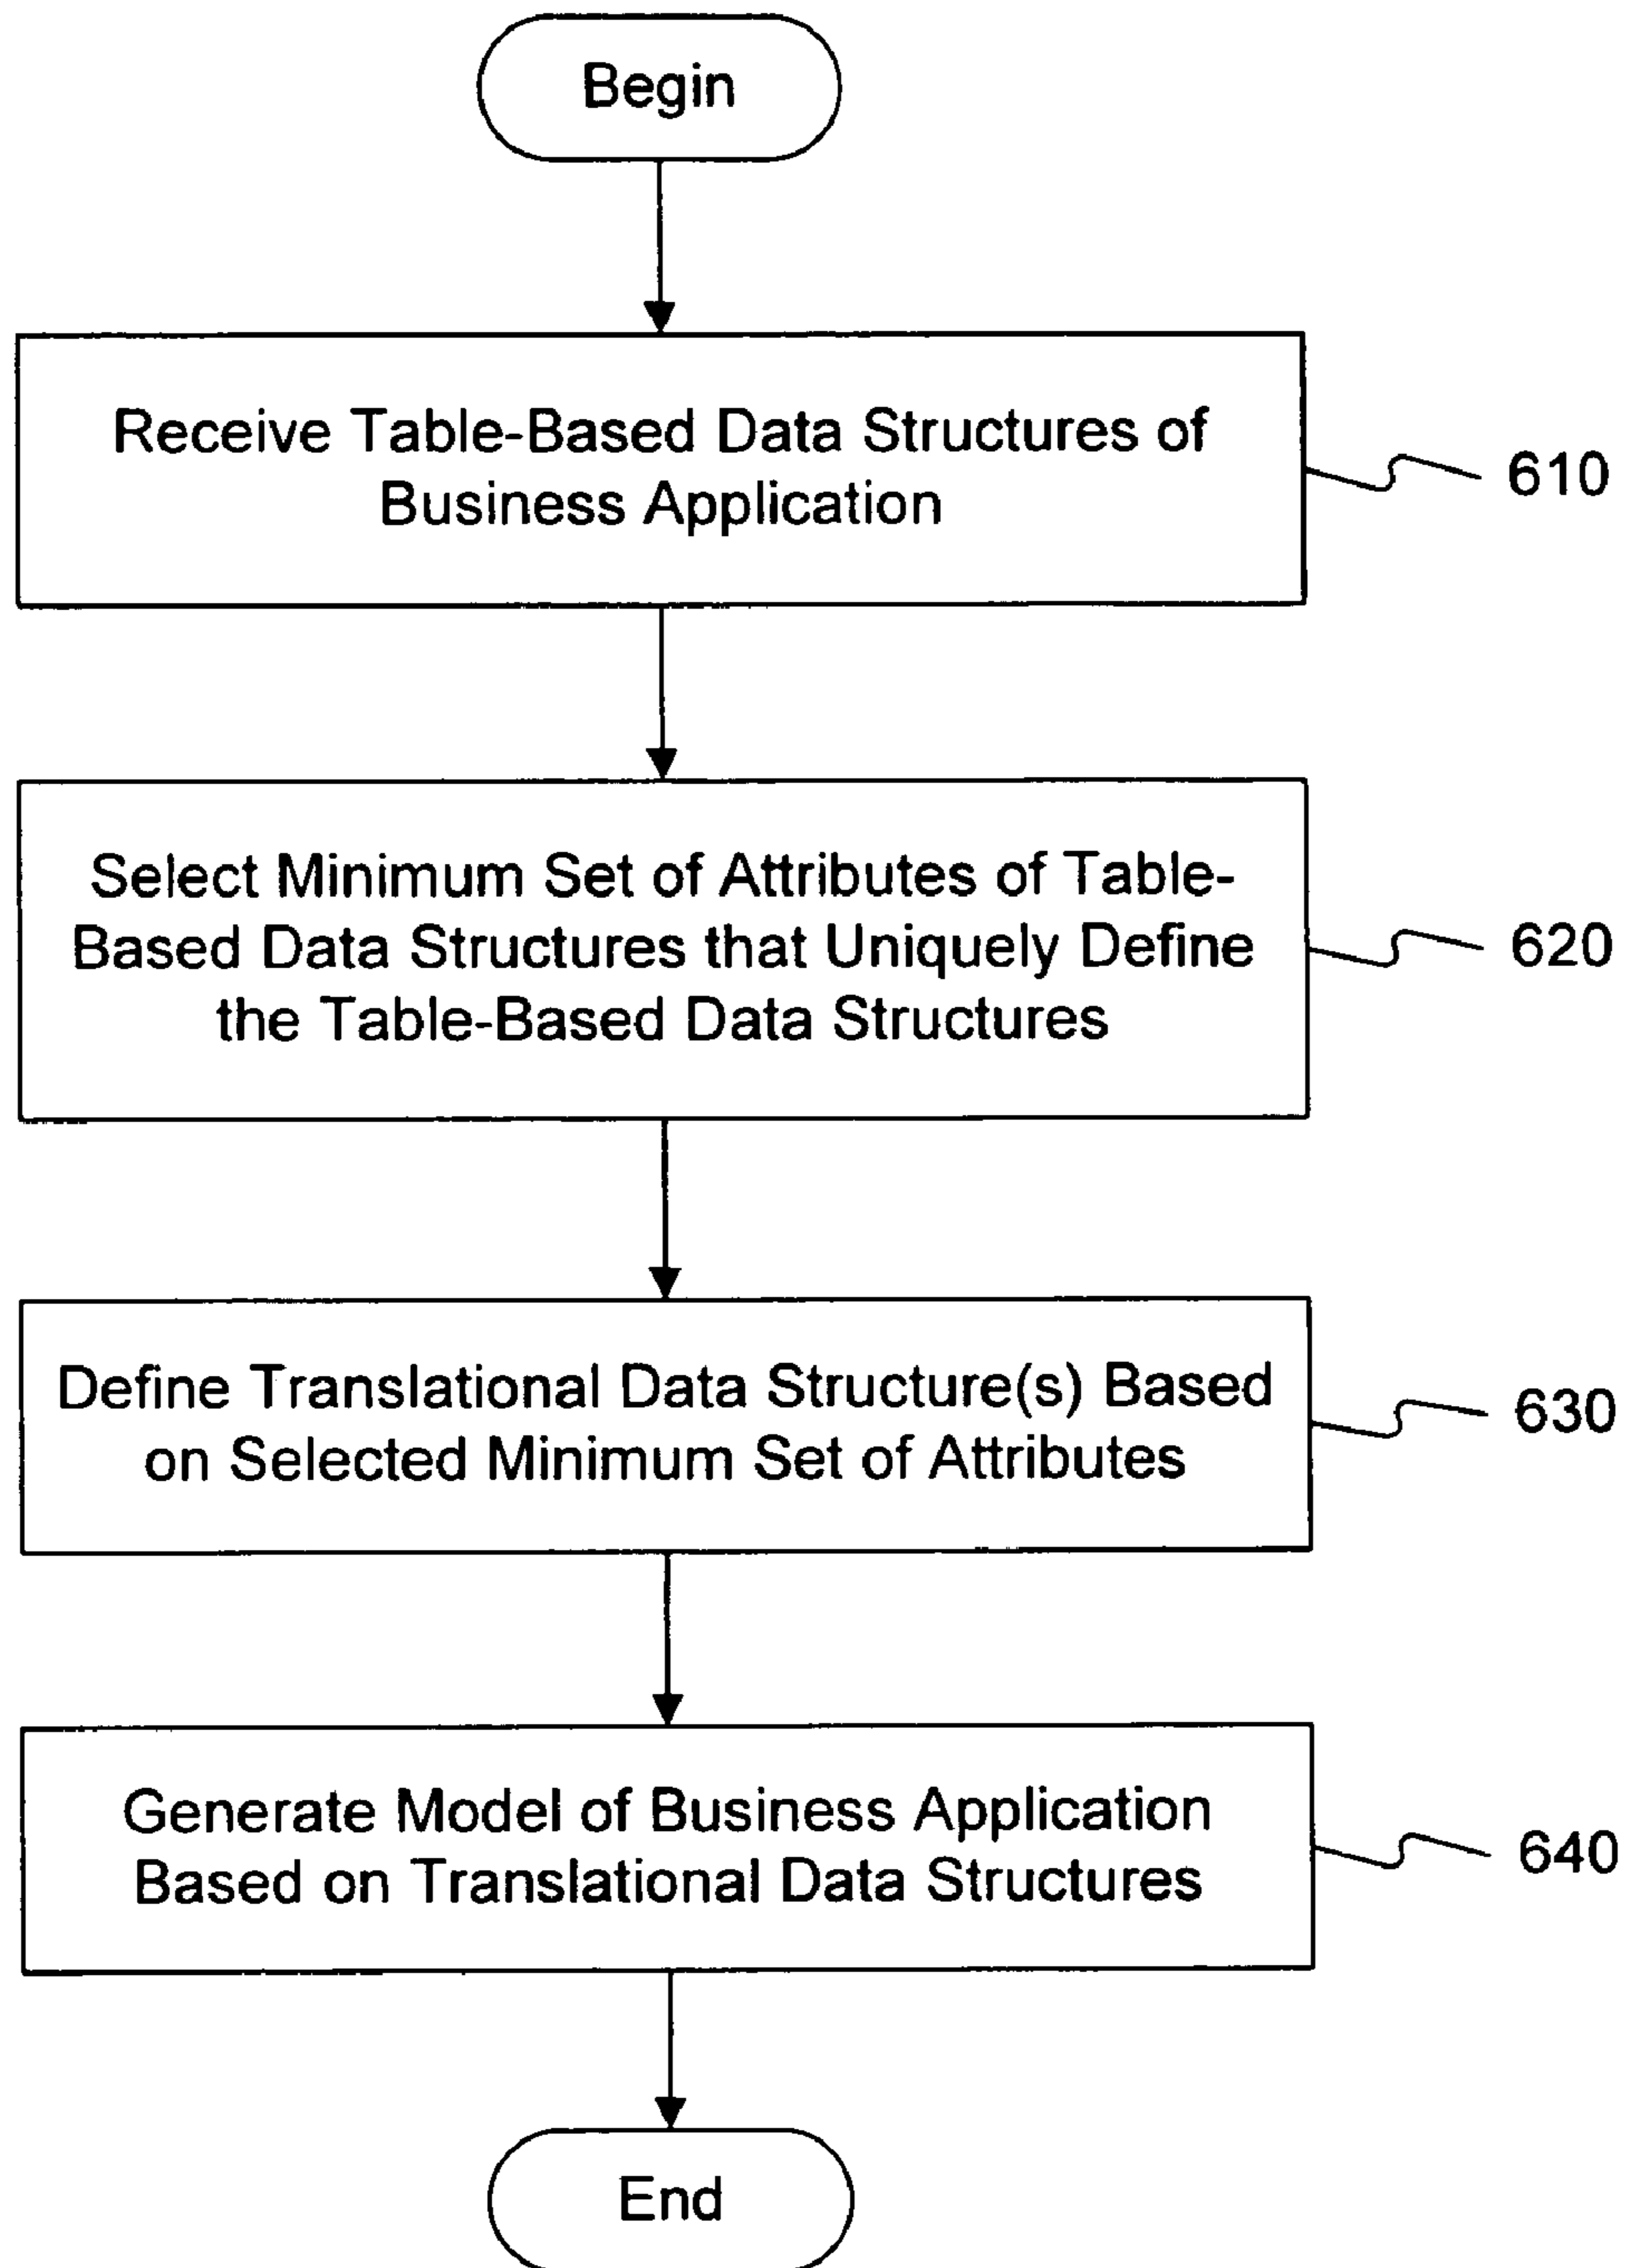 Begin
Receive Table-Based Data Structures of
Business Application
610
Select Minimum Set of Attributes of Table-
Based Data Structures that Uniquely Define
the Table-Based Data Structures
620
Define Translational Data Structure(s) Based
on Selected Minimum Set of Attributes
630
Generate Model of Business Application
Based on Translational Data Structures
640
End